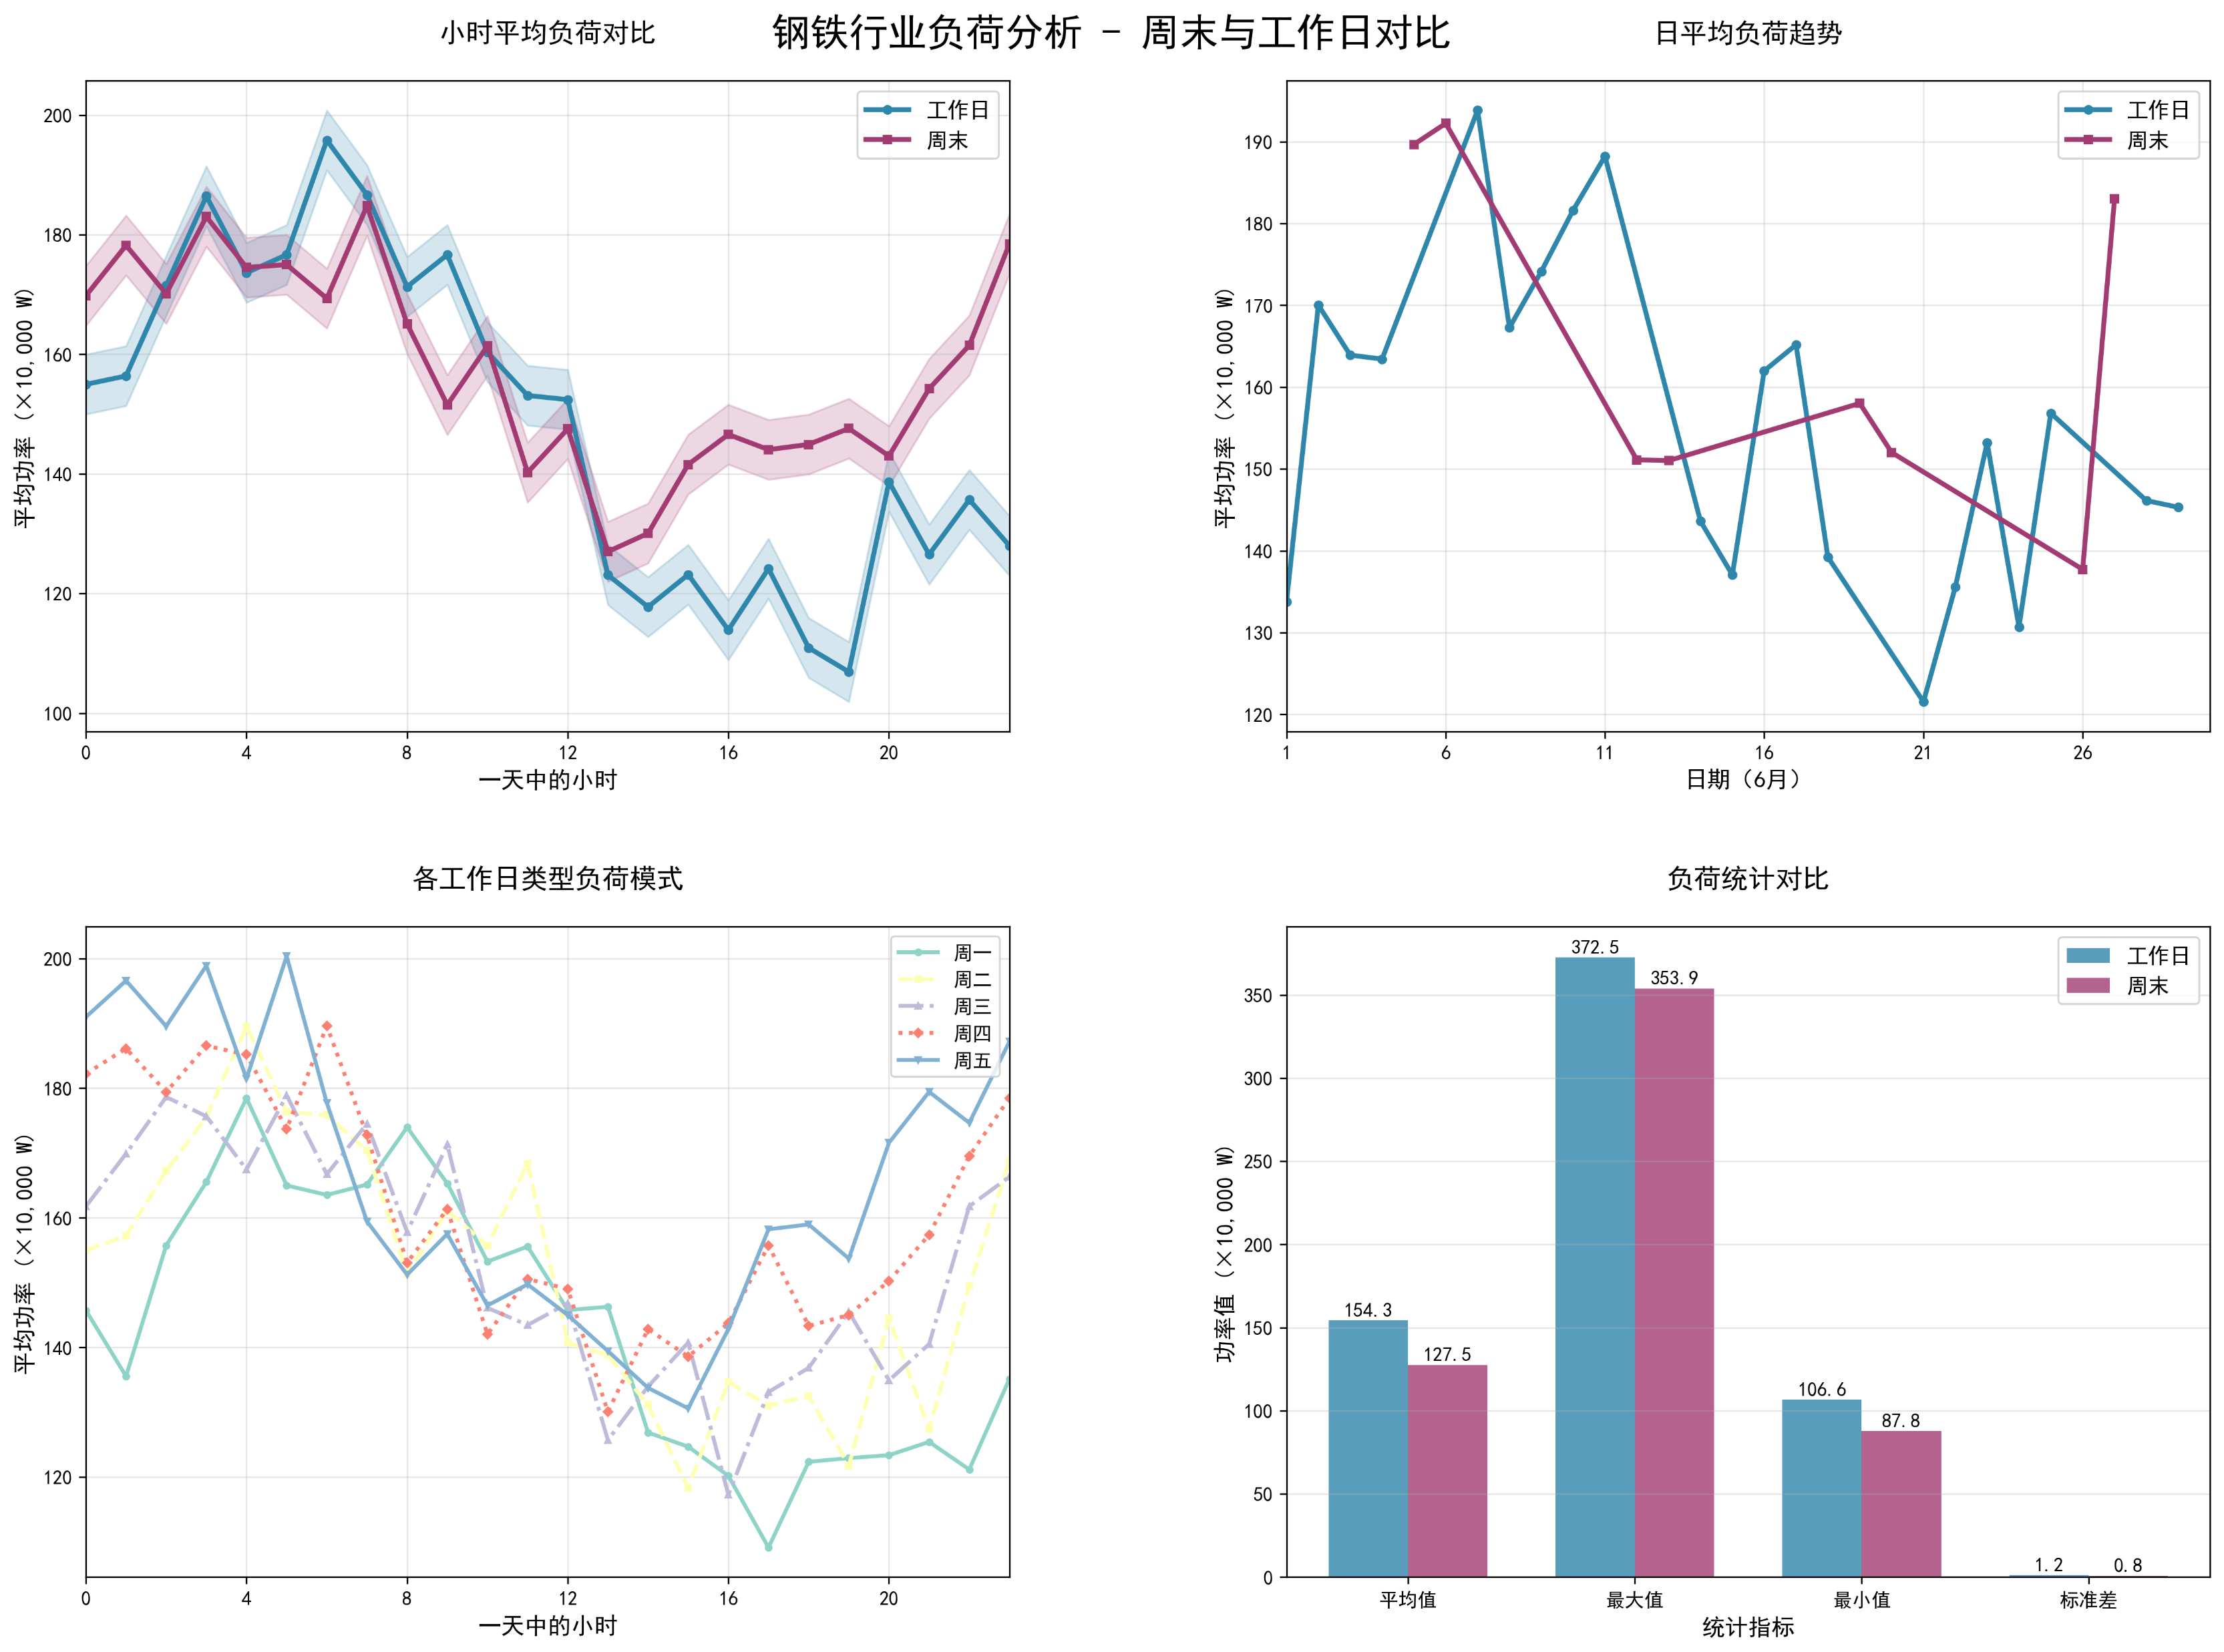 钢铁行业负荷分析 - 周末与工作日对比
小时平均负荷对比
200
180
160
140
120
100
平均功率（×10,000 W）
0 4 8 12 16 20
一天中的小时
工作日
周末
日平均负荷趋势
190
180
170
160
150
140
130
120
平均功率（×10,000 W）
1 6 11 16 21 26
日期（6月）
工作日
周末
各工作日类型负荷模式
200
180
160
140
120
平均功率（×10,000 W）
0 4 8 12 16 20
一天中的小时
周一
周二
周三
周四
周五
负荷统计对比
350
300
250
200
150
100
50
0
功率值（×10,000 W）
154.3 127.5
372.5 353.9
106.6 87.8
1.2 0.8
平均值 最大值 最小值 标准差
统计指标
工作日
周末